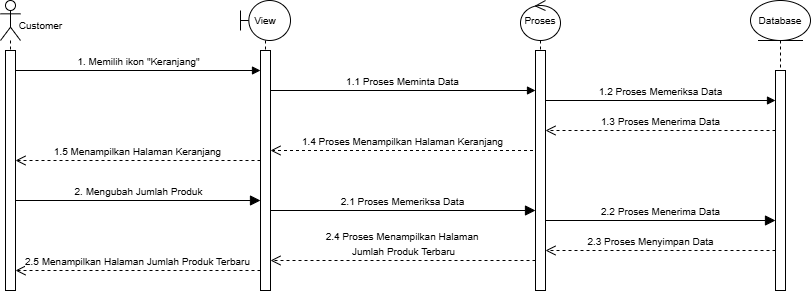 Customer
View
Proses
Database
1. Memilih ikon "Keranjang"
1.1 Proses Meminta Data
1.2 Proses Memeriksa Data
1.3 Proses Menerima Data
1.4 Proses Menampilkan Halaman Keranjang
1.5 Menampilkan Halaman Keranjang
2. Mengubah Jumlah Produk
2.1 Proses Memeriksa Data
2.2 Proses Menerima Data
2.3 Proses Menyimpan Data
2.4 Proses Menampilkan Halaman
Jumlah Produk Terbaru
2.5 Menampilkan Halaman Jumlah Produk Terbaru